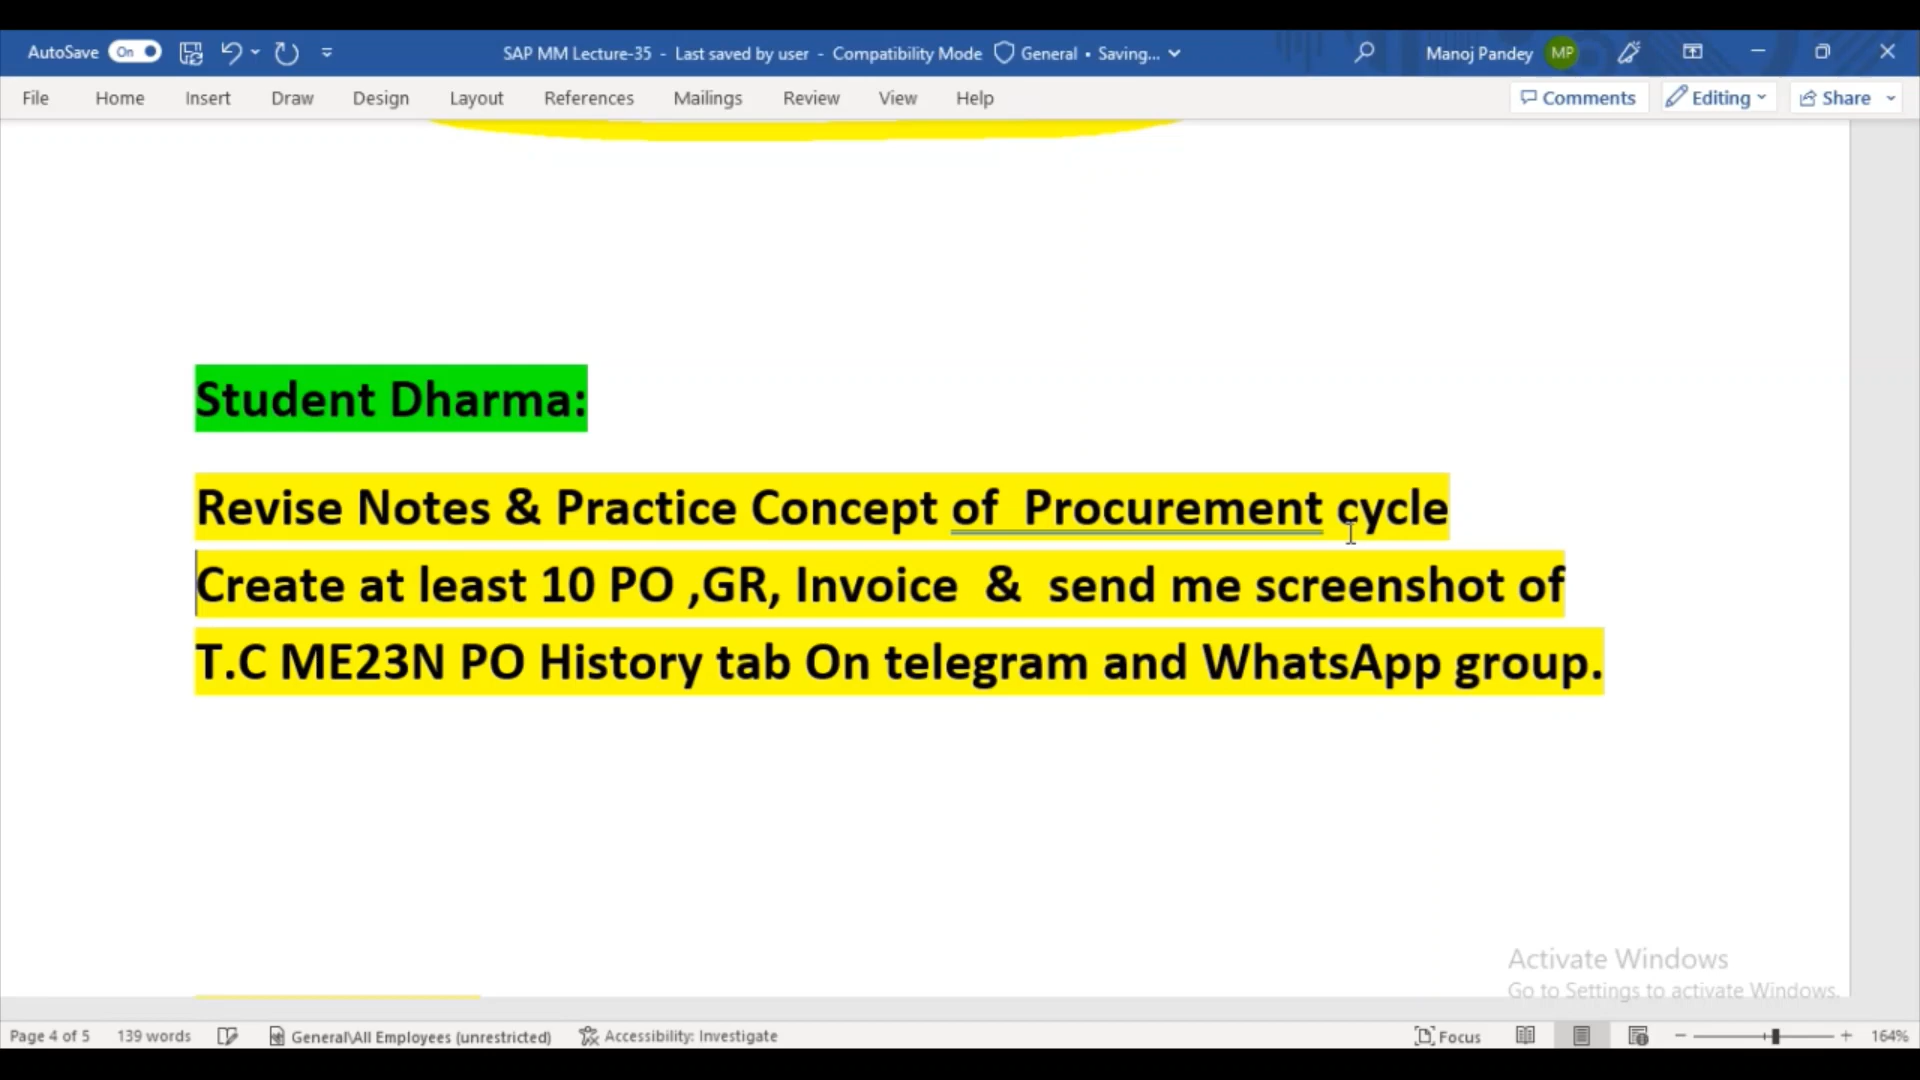 AutoSave On SAP MM Lecture-35 - Last saved by user - Compatibility Mode General • Saving... Manoj Pandey MP
File Home Insert Draw Design Layout References Mailings Review View Help Comments Editing Share
Student Dharma:
Revise Notes & Practice Concept of  Procurement cycle
Create at least 10 PO ,GR, Invoice  &  send me screenshot of
T.C ME23N PO History tab On telegram and WhatsApp group.
Activate Windows
Go to Settings to activate Windows.
Page 4 of 5 139 words General\All Employees (unrestricted) Accessibility: Investigate Focus 164%